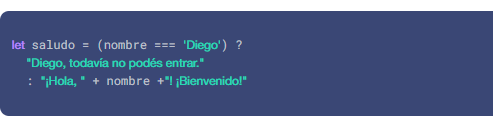 let saludo = (nombre === 'Diego') ?
"Diego, todavía no podés entrar."
: "¡Hola, " + nombre +"! ¡Bienvenido!"